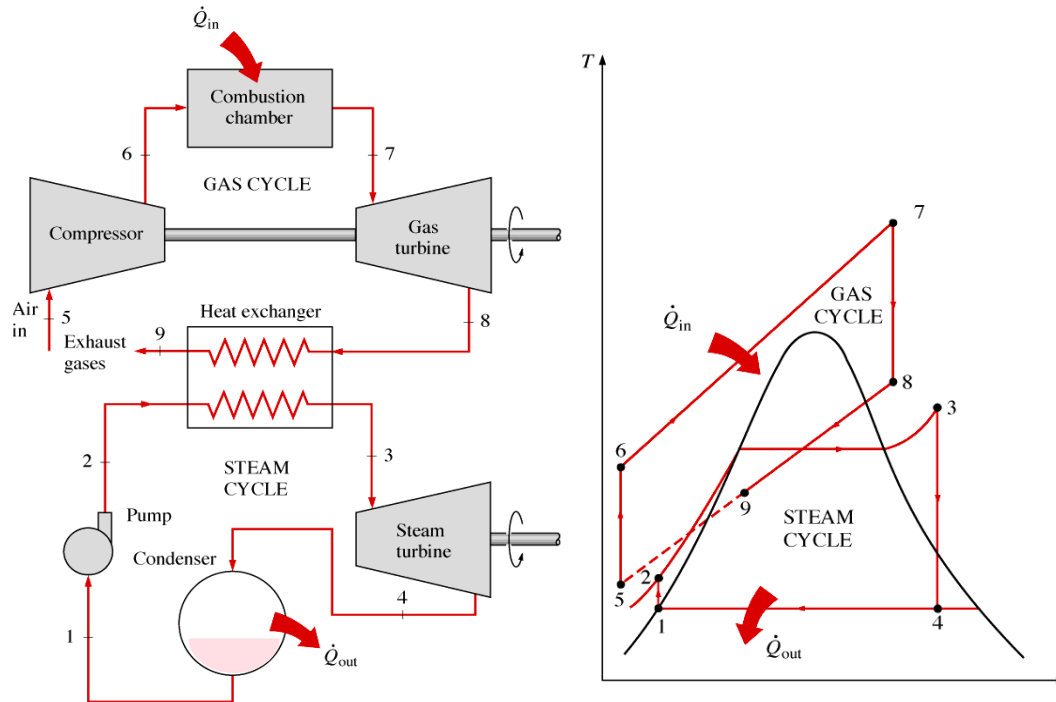 Q̇in
Combustion
chamber
6
7
GAS CYCLE
Compressor
Gas
turbine
Air
in
5
Heat exchanger
8
9
Exhaust
gases
2
3
STEAM
CYCLE
Pump
Condenser
Steam
turbine
4
1
Q̇out
T
7
GAS
CYCLE
Q̇in
8
3
6
9
STEAM
CYCLE
2
5
1
4
Q̇out